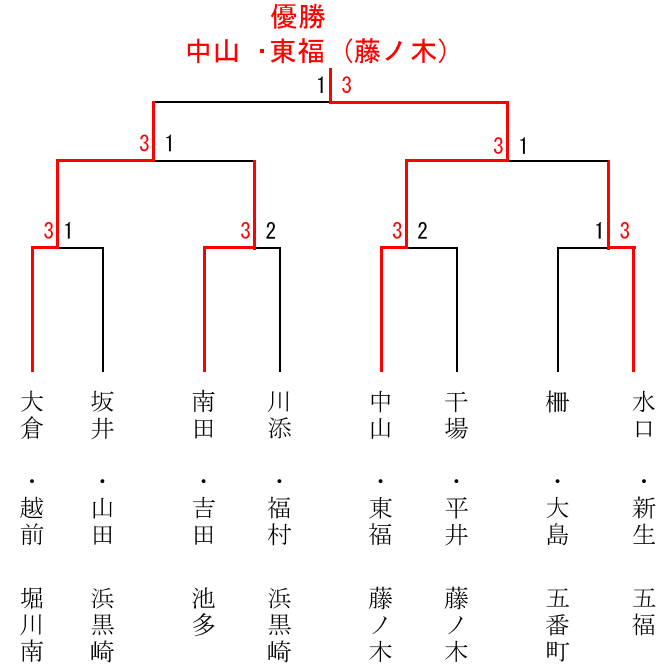 優勝
中山 ・東福（藤ノ木）
1 3
3 1
3 1
3 1
3 2
3 2
1 3
大倉・越前 堀川南
坂井・山田 浜黒崎
南田・吉田 池多
川添・福村 浜黒崎
中山・東福 藤ノ木
干場・平井 藤ノ木
柵・大島 五番町
水口・新生 五福